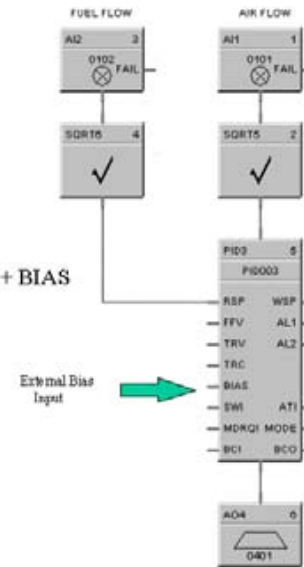 FUEL FLOW
AIR FLOW
AI2 3
0102
FAIL
AI1 1
0101
FAIL
SQRT6 4
SQRT5 2
PID3 5
PID003
+ BIAS
RSP WSP
FFV AL1
TRV AL2
TRC
BIAS
External Bias
Input
SWI ATI
MDRQI MODE
BCI BCO
AO4 6
0401